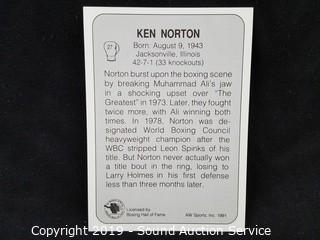 27
KEN NORTON
Born: August 9, 1943
Jacksonville, Illinois
42-7-1 (33 knockouts)
Norton burst upon the boxing scene
by breaking Muhammad Ali's jaw
in a shocking upset over "The
Greatest" in 1973. Later, they fought
twice more, with Ali winning both
times. In 1978, Norton was de-
signated World Boxing Council
heavyweight champion after the
WBC stripped Leon Spinks of his
title. But Norton never actually won
a title bout in the ring, losing to
Larry Holmes in his first defense
less than three months later.
Licensed by
Boxing Hall of Fame
AW Sports, Inc. 1991
Copyright 2019 - Sound Auction Service